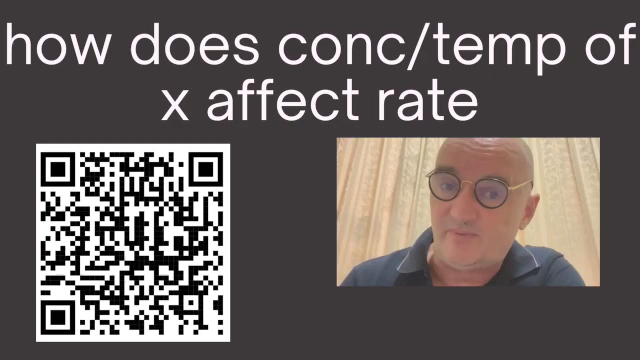 how does conc/temp of
x affect rate